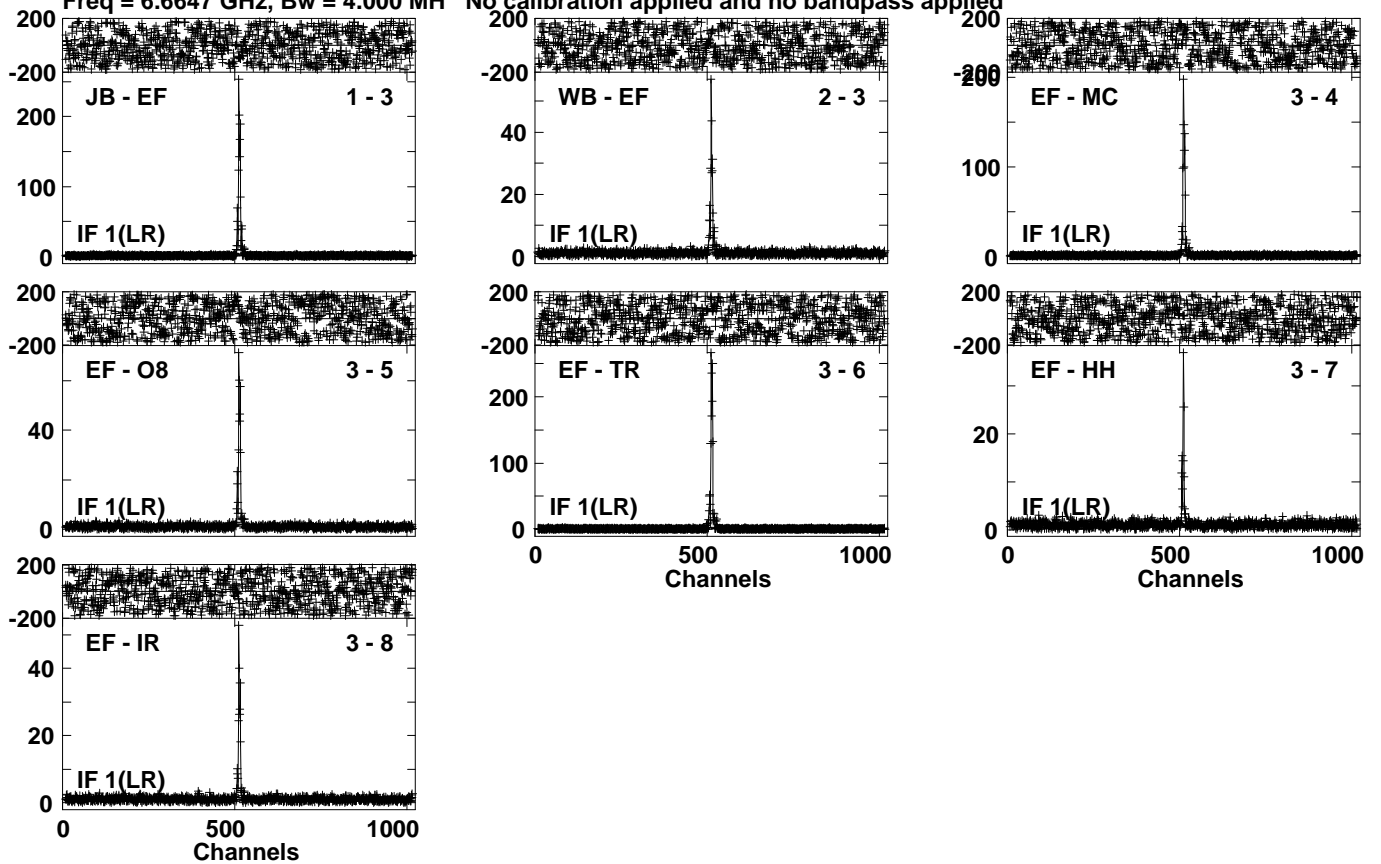 Freq = 6.6647 GHz, Bw = 4.000 MH No calibration applied and no bandpass applied
200
-200
JB - EF 1 - 3
200
100
0
IF 1(LR)
200
-200
WB - EF 2 - 3
40
20
0
IF 1(LR)
200
-200
200
EF - MC 3 - 4
100
0
IF 1(LR)
200
-200
EF - O8 3 - 5
40
0
IF 1(LR)
200
-200
EF - TR 3 - 6
200
100
0
IF 1(LR)
0 500 1000
Channels
200
-200
EF - HH 3 - 7
20
0
IF 1(LR)
0 500 1000
Channels
200
-200
EF - IR 3 - 8
40
20
0
IF 1(LR)
0 500 1000
Channels